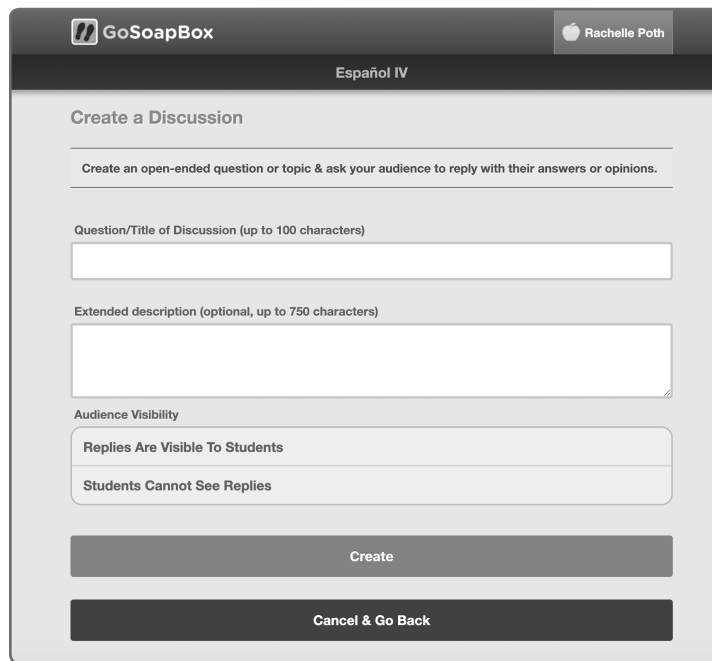 GoSoapBox
Rachelle Poth
Español IV
Create a Discussion
Create an open-ended question or topic & ask your audience to reply with their answers or opinions.
Question/Title of Discussion (up to 100 characters)
Extended description (optional, up to 750 characters)
Audience Visibility
Replies Are Visible To Students
Students Cannot See Replies
Create
Cancel & Go Back